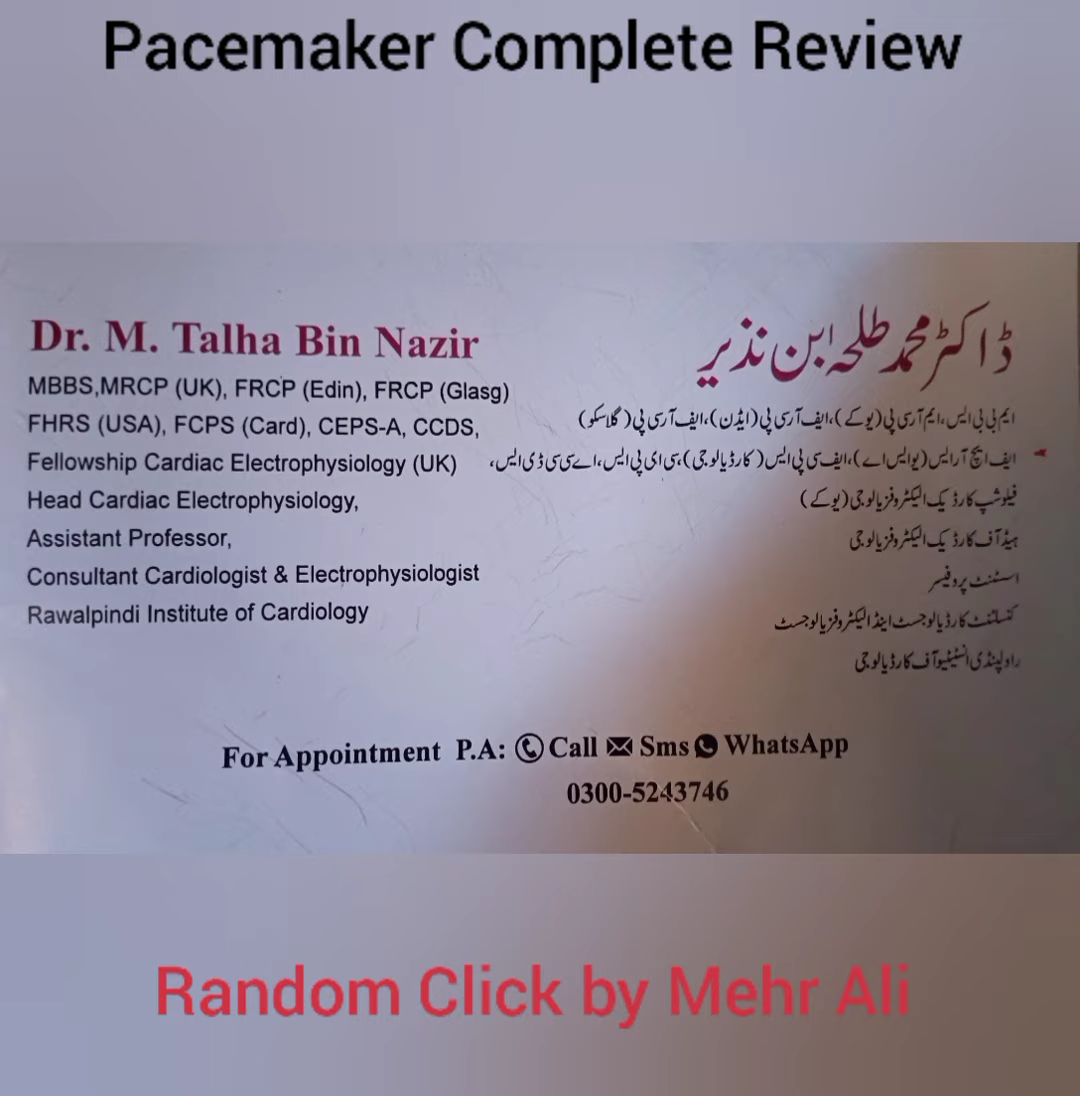 Pacemaker Complete Review
Dr. M. Talha Bin Nazir
MBBS,MRCP (UK), FRCP (Edin), FRCP (Glasg)
FHRS (USA), FCPS (Card), CEPS-A, CCDS,
Fellowship Cardiac Electrophysiology (UK)
Head Cardiac Electrophysiology,
Assistant Professor,
Consultant Cardiologist & Electrophysiologist
Rawalpindi Institute of Cardiology
ڈاکٹر محمد طلحہ ابن نذیر
ایم بی بی ایس، ایم آر سی پی (یو کے)، ایف آر سی پی (ایڈن)، ایف آر سی پی (گلاسکو)
ایف ایچ آر ایس (یو ایس اے)، ایف سی پی ایس (کارڈیالوجی)، سی ای پی ایس، اے سی سی ڈی ایس،
فیلوشپ کارڈیک الیکٹروفزیالوجی (یو کے)
ہیڈ آف کارڈیک الیکٹروفزیالوجی
اسسٹنٹ پروفیسر
کنسلٹنٹ کارڈیالوجسٹ اینڈ الیکٹروفزیالوجسٹ
راولپنڈی انسٹیٹیوٹ آف کارڈیالوجی
For Appointment P.A: Call Sms WhatsApp
0300-5243746
Random Click by Mehr Ali